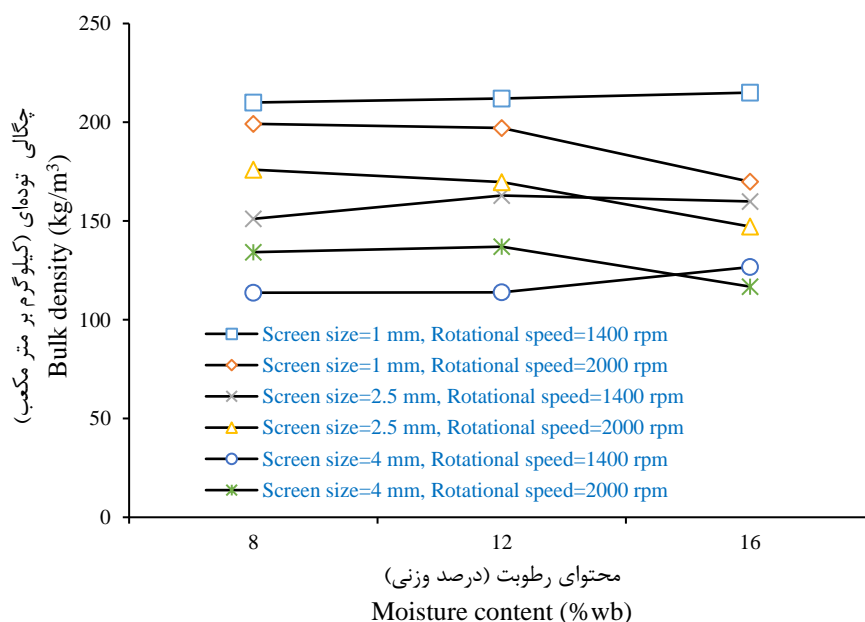 چگالی توده‌ای (کیلوگرم بر متر مکعب)
Bulk density (kg/m³)
250
200
150
100
50
0
Screen size=1 mm, Rotational speed=1400 rpm
Screen size=1 mm, Rotational speed=2000 rpm
Screen size=2.5 mm, Rotational speed=1400 rpm
Screen size=2.5 mm, Rotational speed=2000 rpm
Screen size=4 mm, Rotational speed=1400 rpm
Screen size=4 mm, Rotational speed=2000 rpm
8 12 16
محتوای رطوبت (درصد وزنی)
Moisture content (%wb)